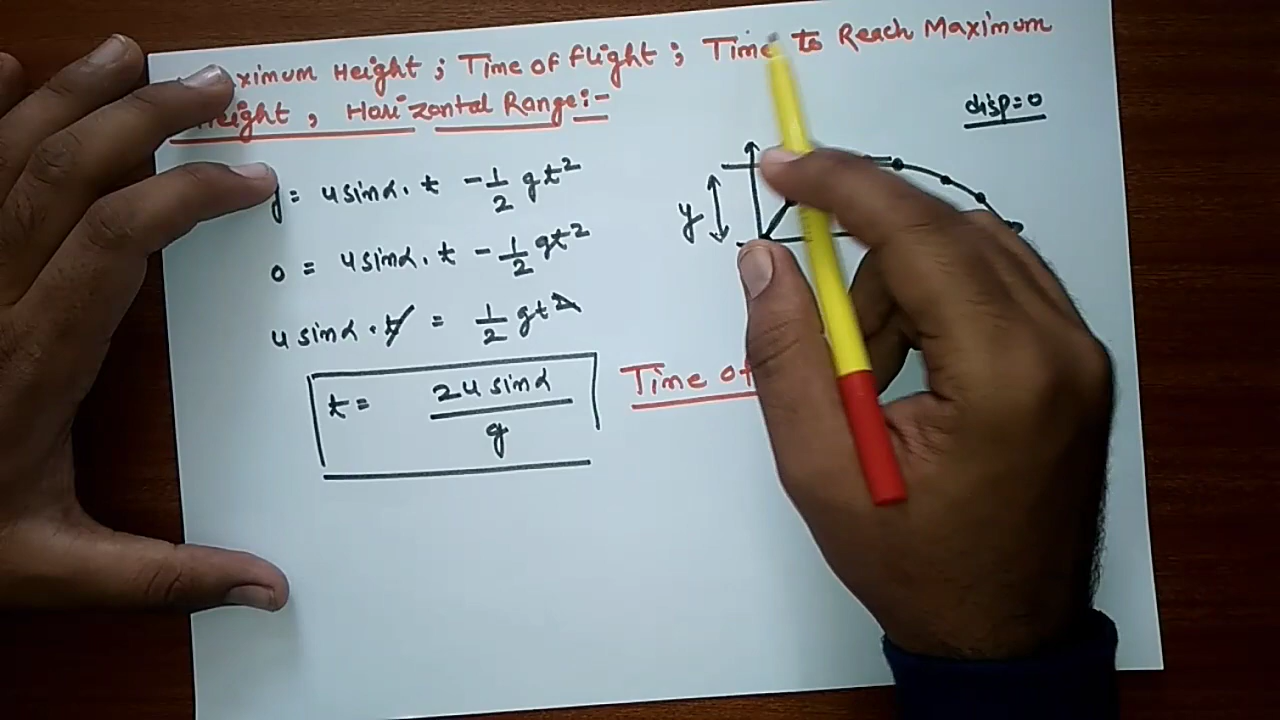 Maximum Height; Time of flight; Time to Reach Maximum
Height, Horizontal Range:-
disp=0
y = u sinα. t - 1/2 gt²
y
0 = u sinα. t - 1/2 gt²
u sinα . t = 1/2 gt²
t = 2u sinα / g
Time of